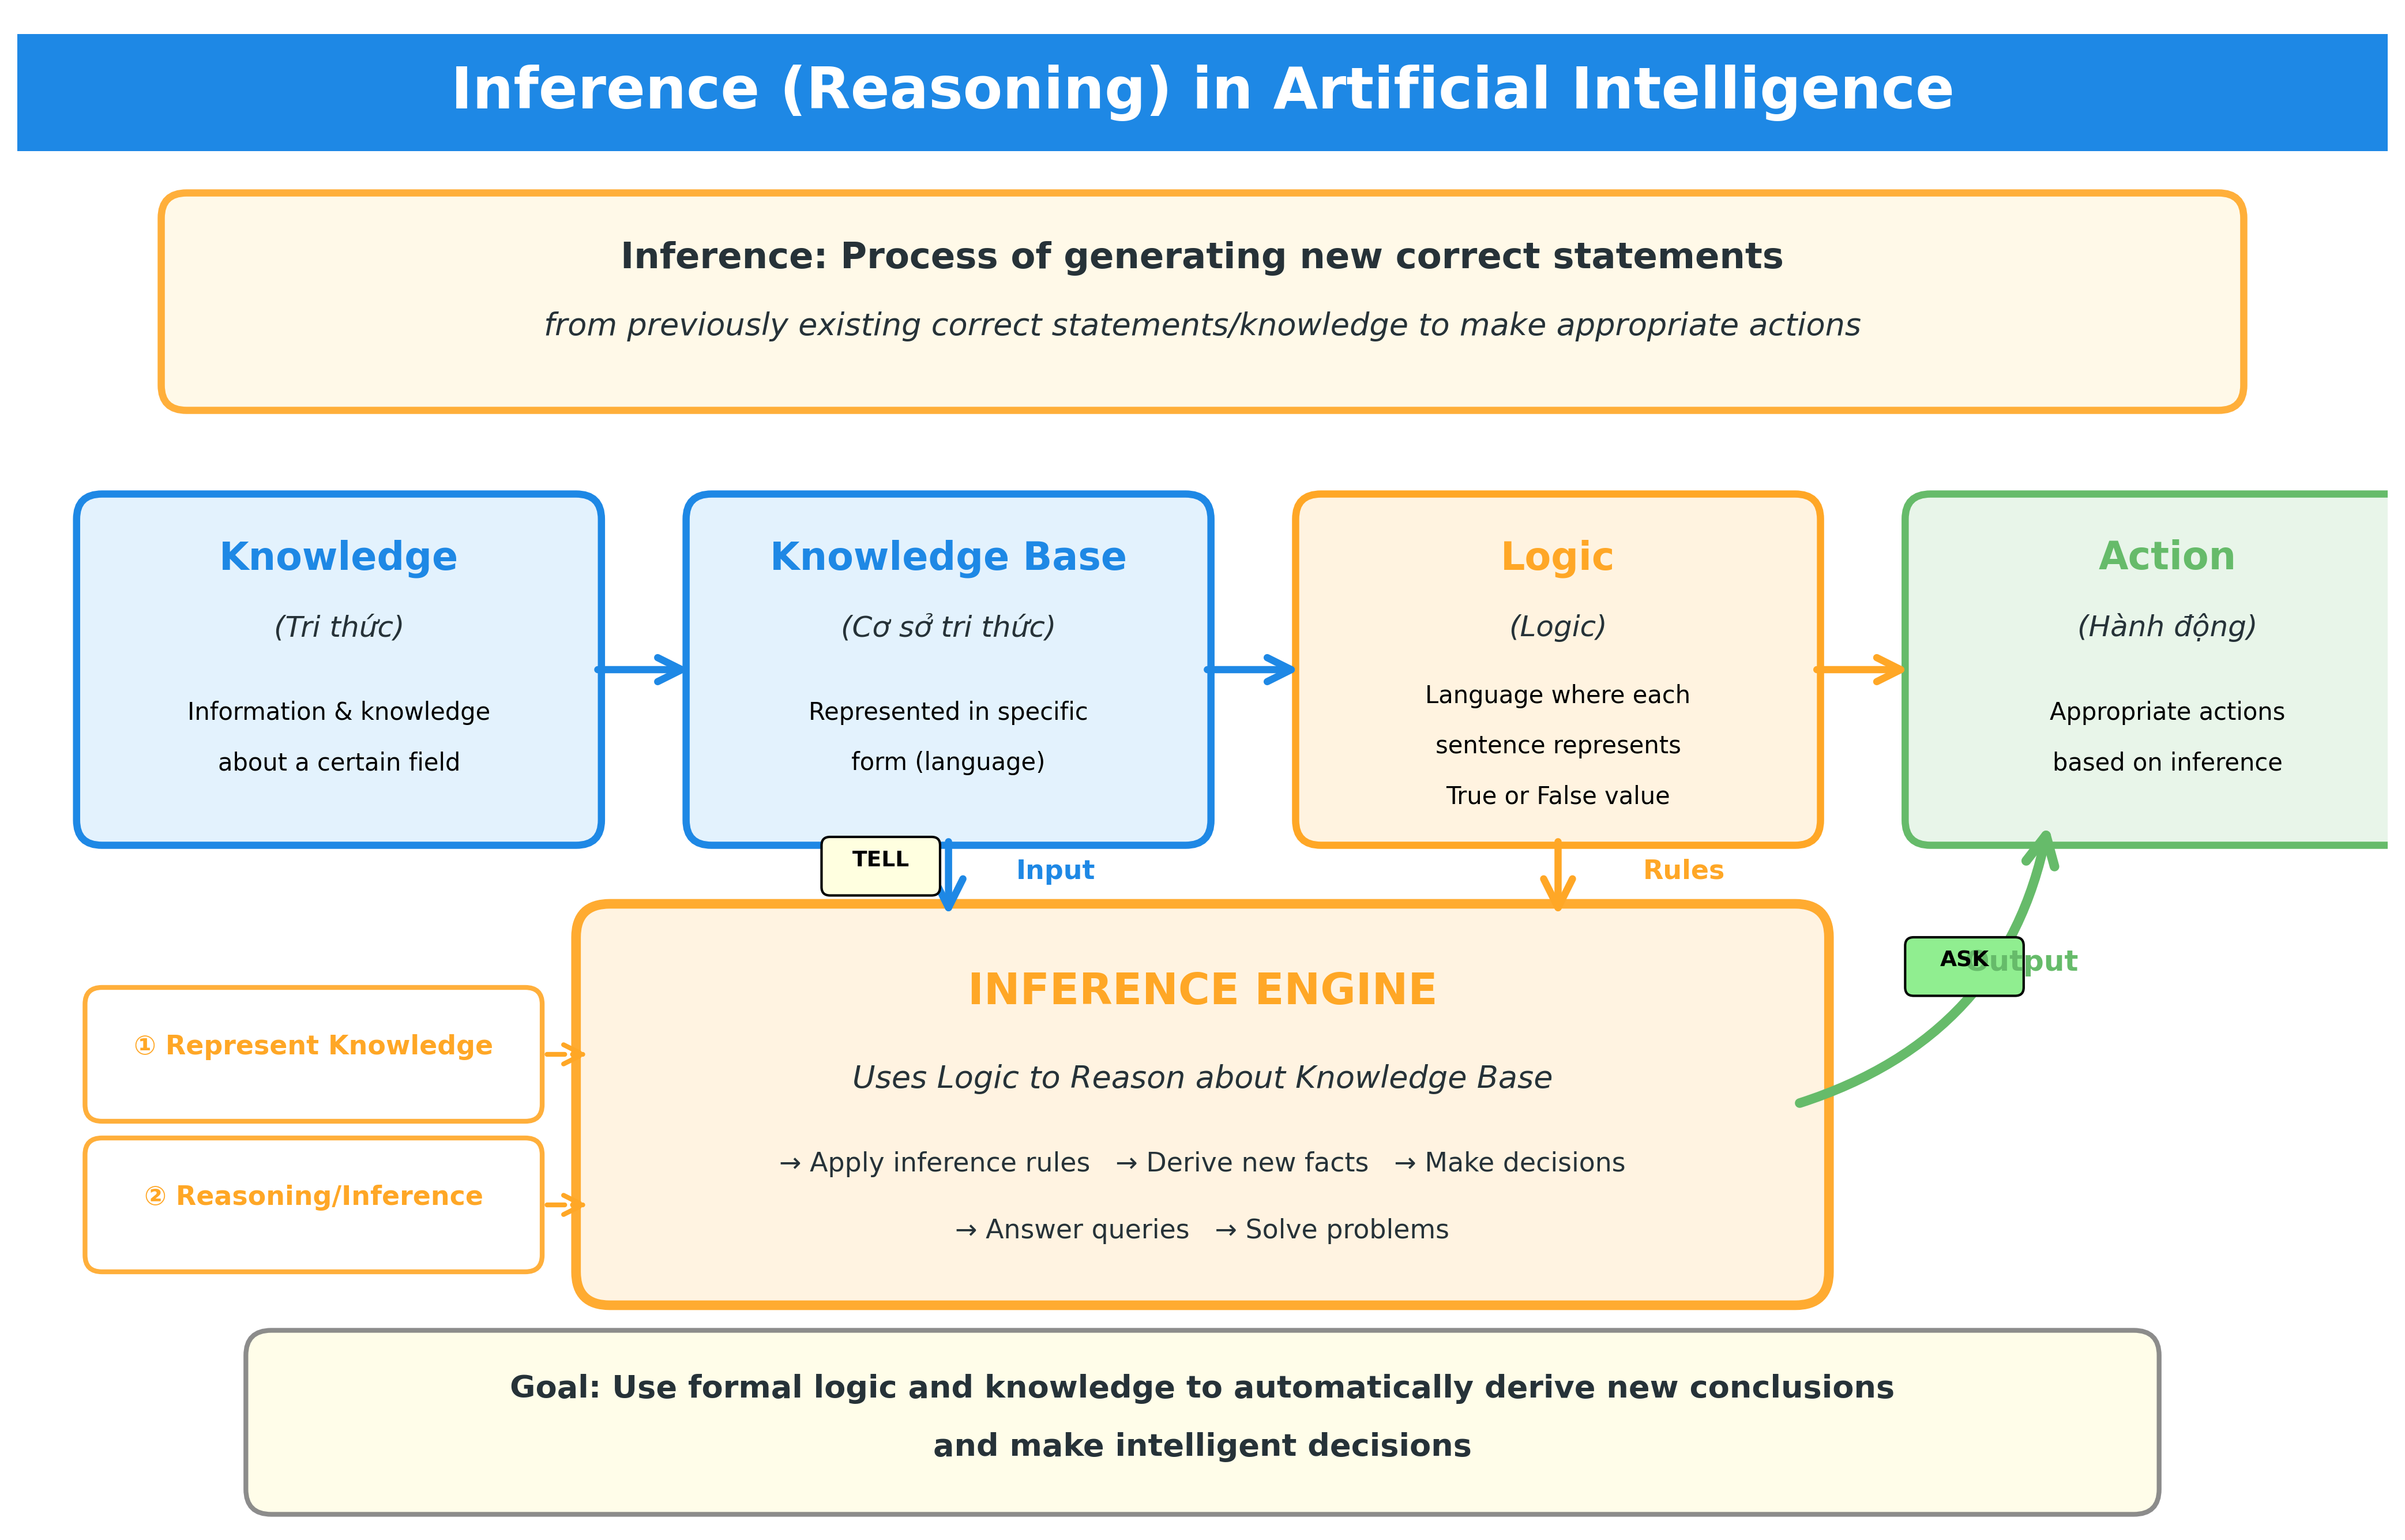 Inference (Reasoning) in Artificial Intelligence
Inference: Process of generating new correct statements
from previously existing correct statements/knowledge to make appropriate actions
Knowledge
(Tri thức)
Information & knowledge
about a certain field
Knowledge Base
(Cơ sở tri thức)
Represented in specific
form (language)
Logic
(Logic)
Language where each
sentence represents
True or False value
Action
(Hành động)
Appropriate actions
based on inference
TELL
Input
Rules
ASK
Output
INFERENCE ENGINE
Uses Logic to Reason about Knowledge Base
→ Apply inference rules → Derive new facts → Make decisions
→ Answer queries → Solve problems
① Represent Knowledge
② Reasoning/Inference
Goal: Use formal logic and knowledge to automatically derive new conclusions
and make intelligent decisions